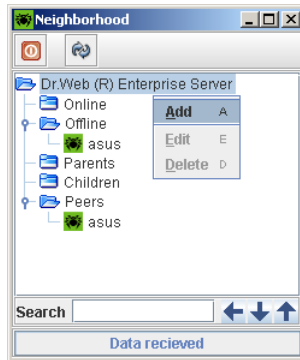 Neighborhood
Dr.Web (R) Enterprise Server
Online
Offline
asus
Parents
Children
Peers
asus
Add A
Edit E
Delete D
Search
Data recieved